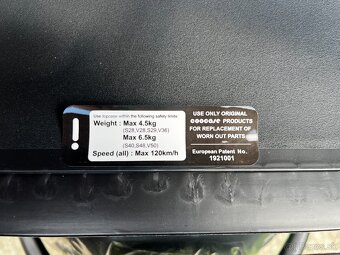 Use topcase within the following safety limits.
Weight : Max 4.5kg
(S28,V28,S29,V36)
Max 6.5kg
(S40,S48,V50)
Speed (all) : Max 120km/h
USE ONLY ORIGINAL
coocase PRODUCTS
FOR REPLACEMENT OF
WORN OUT PARTS
European Patent No.
1921001